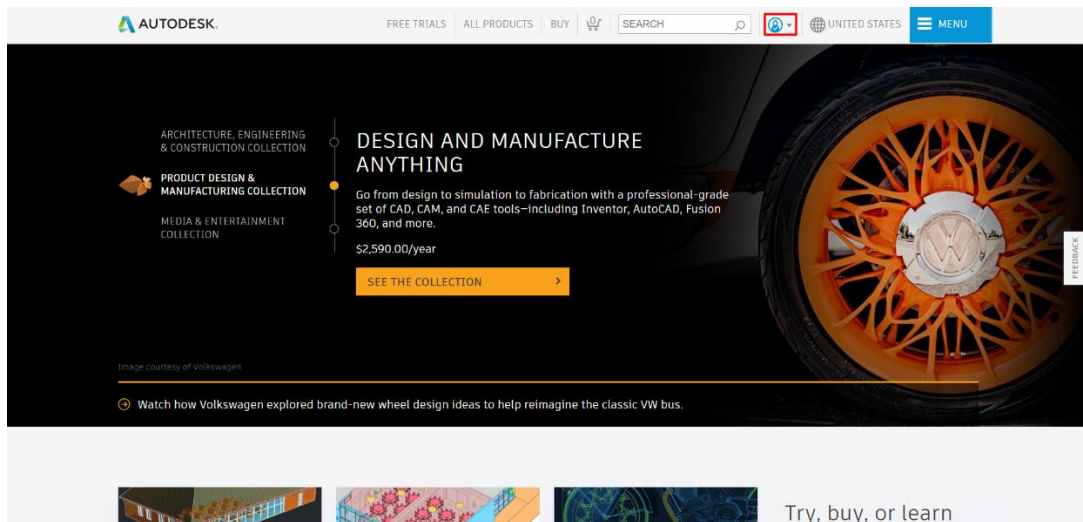 AUTODESK.
FREE TRIALS
ALL PRODUCTS
BUY
0
SEARCH
UNITED STATES
MENU
ARCHITECTURE, ENGINEERING
& CONSTRUCTION COLLECTION
PRODUCT DESIGN &
MANUFACTURING COLLECTION
MEDIA & ENTERTAINMENT
COLLECTION
DESIGN AND MANUFACTURE
ANYTHING
Go from design to simulation to fabrication with a professional-grade
set of CAD, CAM, and CAE tools—including Inventor, AutoCAD, Fusion
360, and more.
$2,590.00/year
SEE THE COLLECTION
FEEDBACK
Image courtesy of Volkswagen
Watch how Volkswagen explored brand-new wheel design ideas to help reimagine the classic VW bus.
Try, buy, or learn